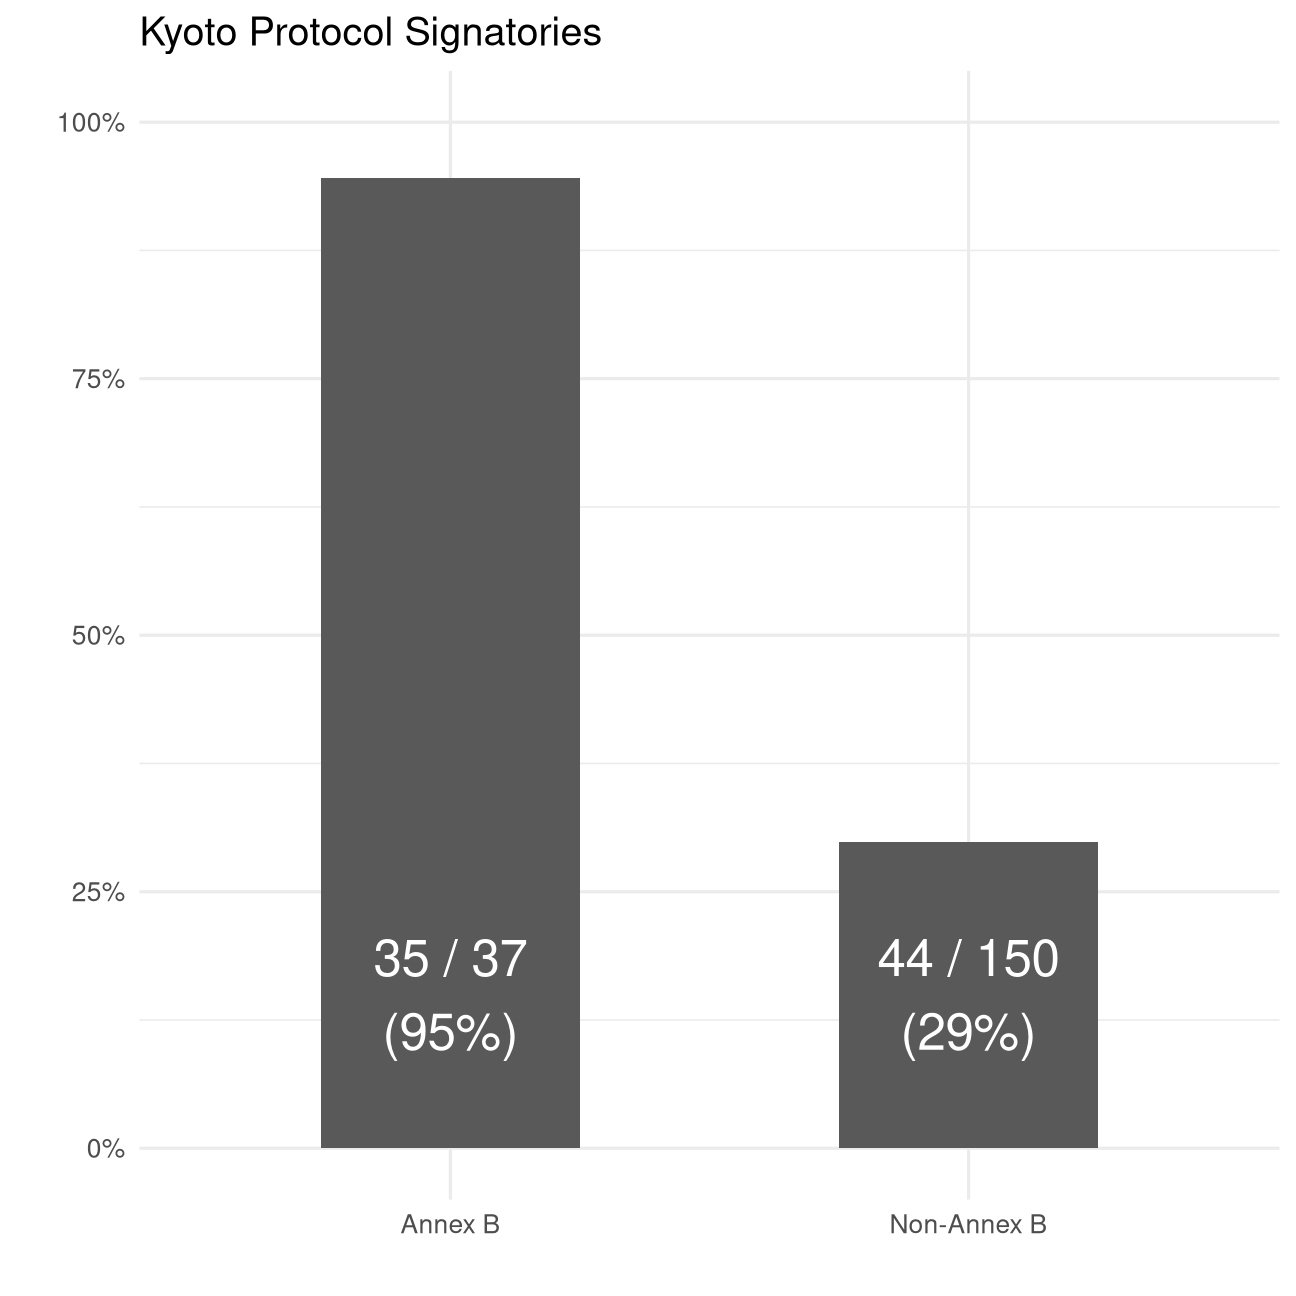 Kyoto Protocol Signatories
100%
75%
50%
25%
0%
35 / 37
(95%)
44 / 150
(29%)
Annex B
Non-Annex B